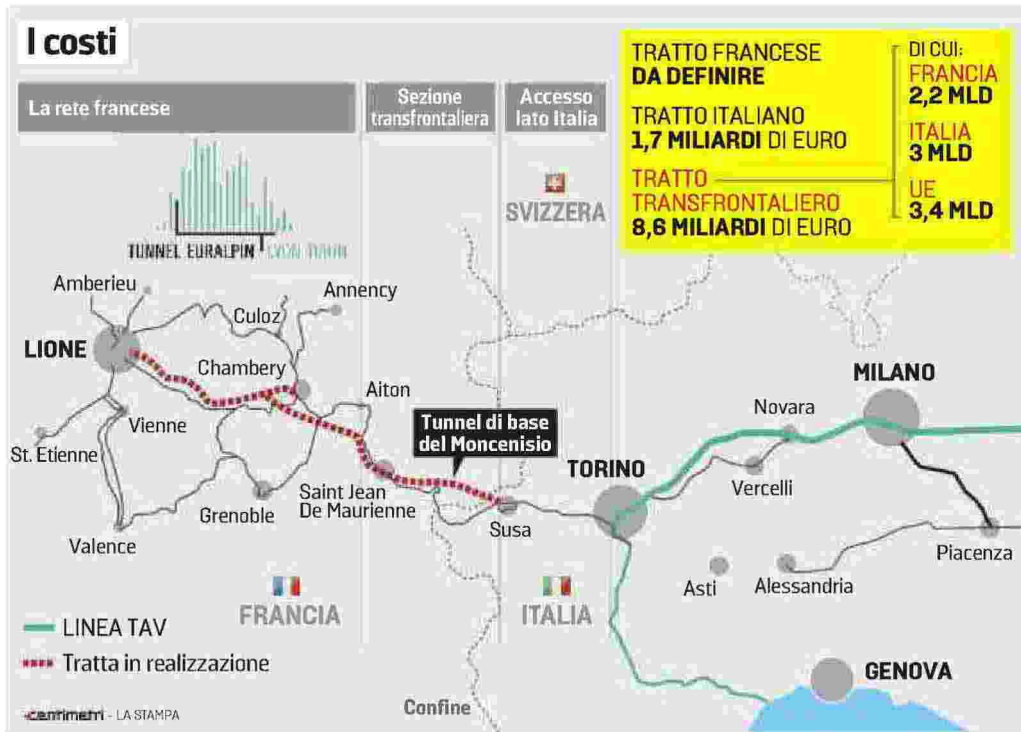 I costi
La rete francese
Sezione
transfrontaliera
Accesso
lato Italia
TRATTO FRANCESE
DA DEFINIRE
TRATTO ITALIANO
1,7 MILIARDI DI EURO
TRATTO
TRANSFRONTALIERO
8,6 MILIARDI DI EURO
DI CUI:
FRANCIA
2,2 MLD
ITALIA
3 MLD
UE
3,4 MLD
TUNNEL EURALPIN LYON TURIN
SVIZZERA
Amberieu
Annency
Culoz
LIONE
Chambery
Aiton
MILANO
Vienne
Tunnel di base
del Moncenisio
Novara
St. Etienne
TORINO
Vercelli
Grenoble
Saint Jean
De Maurienne
Susa
Valence
Piacenza
Asti
Alessandria
FRANCIA
ITALIA
LINEA TAV
Tratta in realizzazione
GENOVA
Confine
centimetri - LA STAMPA